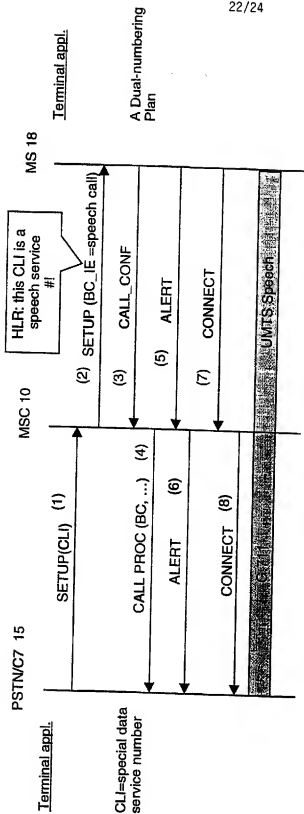 22/24
Terminal appl.
PSTN/C7 15
MSC 10
MS 18
Terminal appl.
HLR: this CLI is a
speech service
#!
CLI=special data
service number
A Dual-numbering
Plan
SETUP(CLI) (1)
(2) SETUP (BC_IE =speech call)
(3) CALL_CONF
CALL PROC (BC, ...) (4)
(5) ALERT
ALERT (6)
(7) CONNECT
CONNECT (8)
UMTS Speech